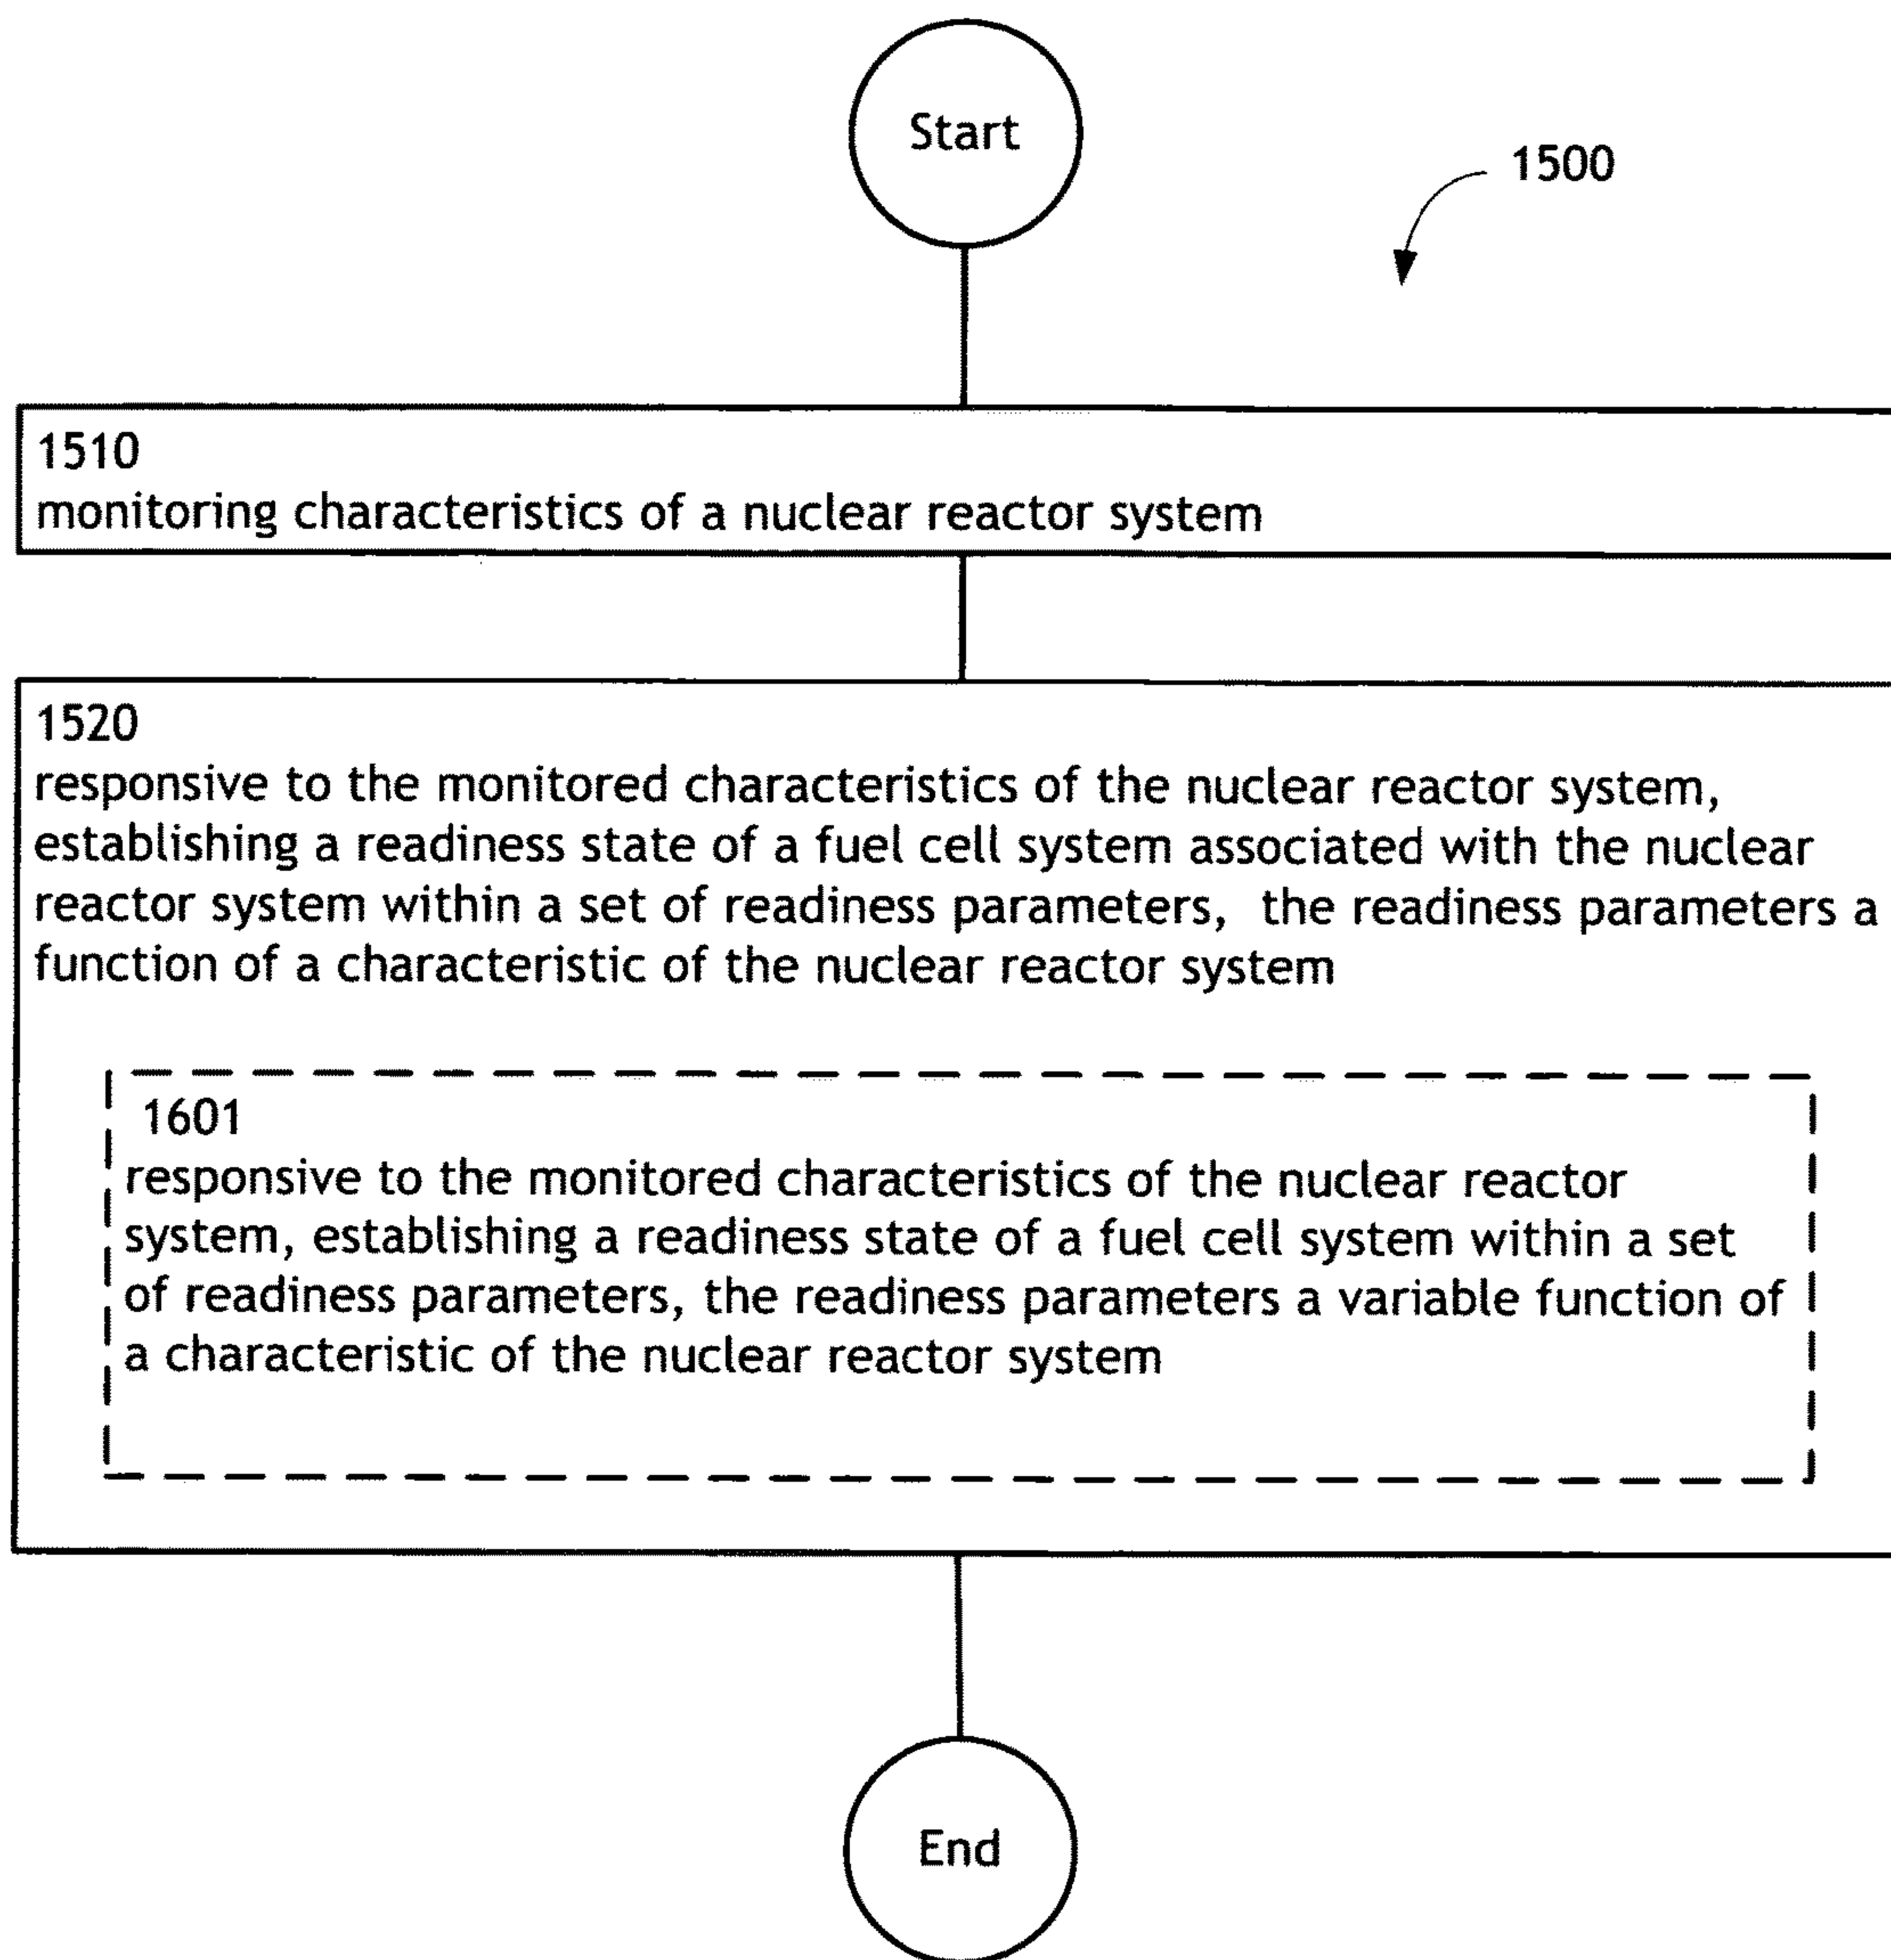 Start
1500
1510
monitoring characteristics of a nuclear reactor system
1520
responsive to the monitored characteristics of the nuclear reactor system,
establishing a readiness state of a fuel cell system associated with the nuclear
reactor system within a set of readiness parameters, the readiness parameters a
function of a characteristic of the nuclear reactor system
1601
responsive to the monitored characteristics of the nuclear reactor
system, establishing a readiness state of a fuel cell system within a set
of readiness parameters, the readiness parameters a variable function of
a characteristic of the nuclear reactor system
End